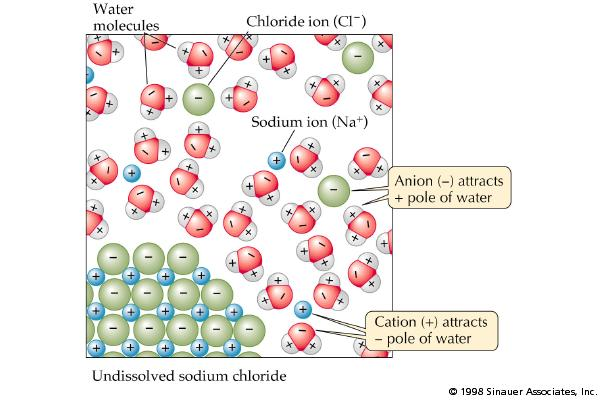 Water
molecules
Chloride ion (Cl⁻)
Sodium ion (Na⁺)
Anion (−) attracts
+ pole of water
Cation (+) attracts
− pole of water
Undissolved sodium chloride
© 1998 Sinauer Associates, Inc.